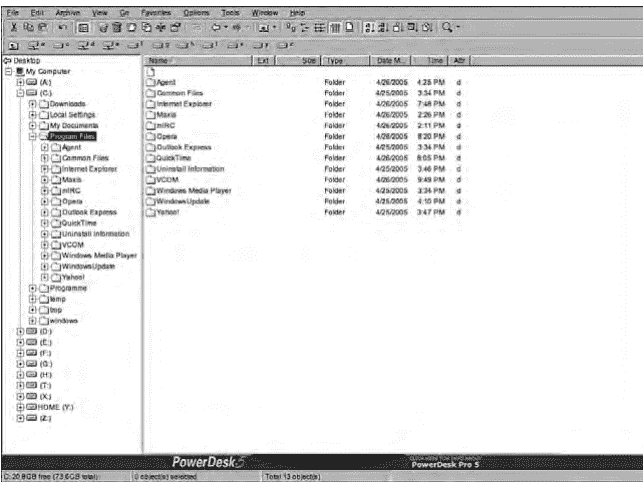 File Edit Archive View Go Favorites Options Tools Window Help
Desktop
My Computer
(A:)
(C:)
Downloads
Local Settings
My Documents
Program Files
Agent
Common Files
Internet Explorer
Maxis
mIRC
Opera
Outlook Express
QuickTime
Uninstall Information
VCOM
Windows Media Player
WindowsUpdate
Yahoo!
Programme
temp
tmp
windows
(D:)
(E:)
(F:)
(G:)
(H:)
(T:)
(X:)
HOME (Y:)
(Z:)
Name Ext Size Type Date M... Time Attr
Agent Folder 4/26/2005 4:25 PM d
Common Files Folder 4/25/2005 3:34 PM d
Internet Explorer Folder 4/26/2005 7:48 PM d
Maxis Folder 4/26/2005 2:26 PM d
mIRC Folder 4/26/2005 2:11 PM d
Opera Folder 4/26/2005 8:20 PM d
Outlook Express Folder 4/25/2005 3:34 PM d
QuickTime Folder 4/26/2005 8:05 PM d
Uninstall Information Folder 4/25/2005 3:46 PM d
VCOM Folder 4/26/2005 9:49 PM d
Windows Media Player Folder 4/25/2005 3:34 PM d
WindowsUpdate Folder 4/25/2005 4:10 PM d
Yahoo! Folder 4/25/2005 3:47 PM d
PowerDesk 5
PowerDesk Pro 5
C: 20.8GB free (73.6GB total) 0 object(s) selected Total 13 object(s)